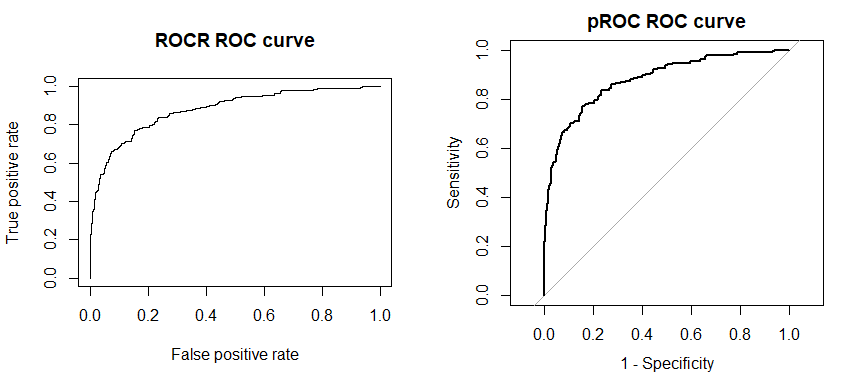 ROCR ROC curve
True positive rate
1.0
0.8
0.6
0.4
0.2
0.0
0.0 0.2 0.4 0.6 0.8 1.0
False positive rate
pROC ROC curve
Sensitivity
1.0
0.8
0.6
0.4
0.2
0.0
0.0 0.2 0.4 0.6 0.8 1.0
1 - Specificity